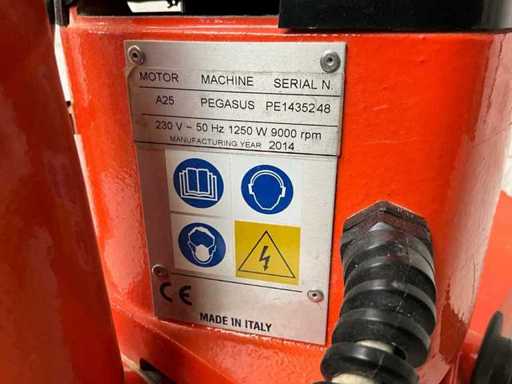 MOTOR MACHINE SERIAL N.
A25 PEGASUS PE1435248
230 V ~ 50 Hz 1250 W 9000 rpm
MANUFACTURING YEAR 2014
CE
MADE IN ITALY